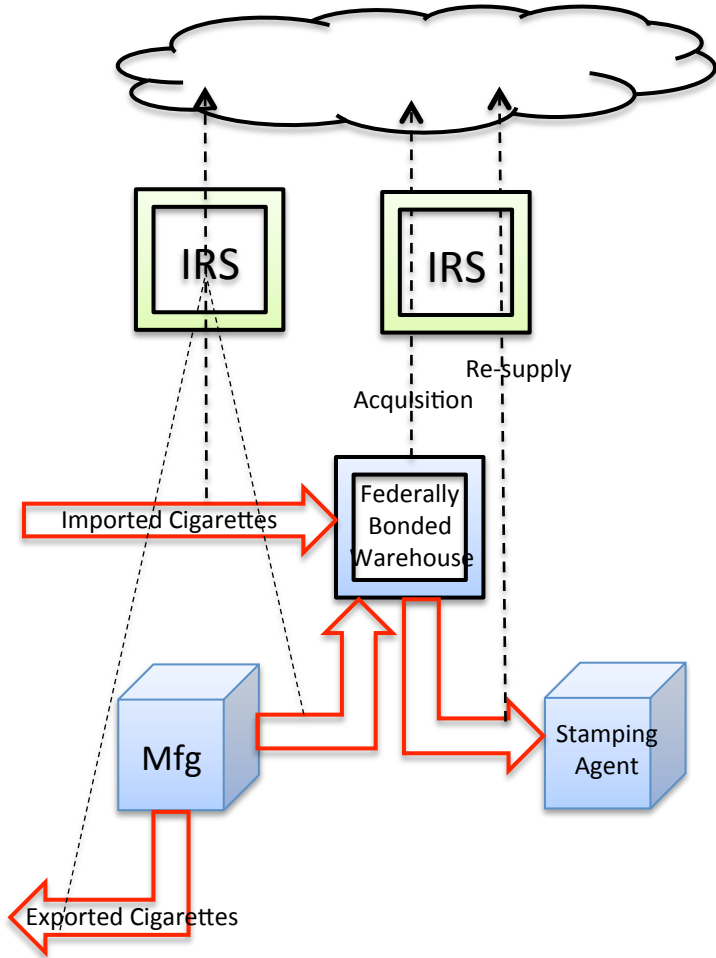 IRS
IRS
Re-supply
Acquisition
Imported Cigarettes
Federally
Bonded
Warehouse
Mfg
Stamping
Agent
Exported Cigarettes